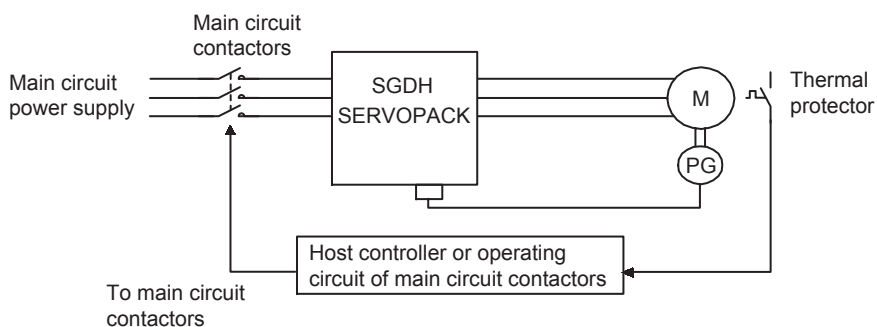 Main circuit
contactors
Main circuit
power supply
SGDH
SERVOPACK
M
Thermal
protector
PG
Host controller or operating
circuit of main circuit contactors
To main circuit
contactors